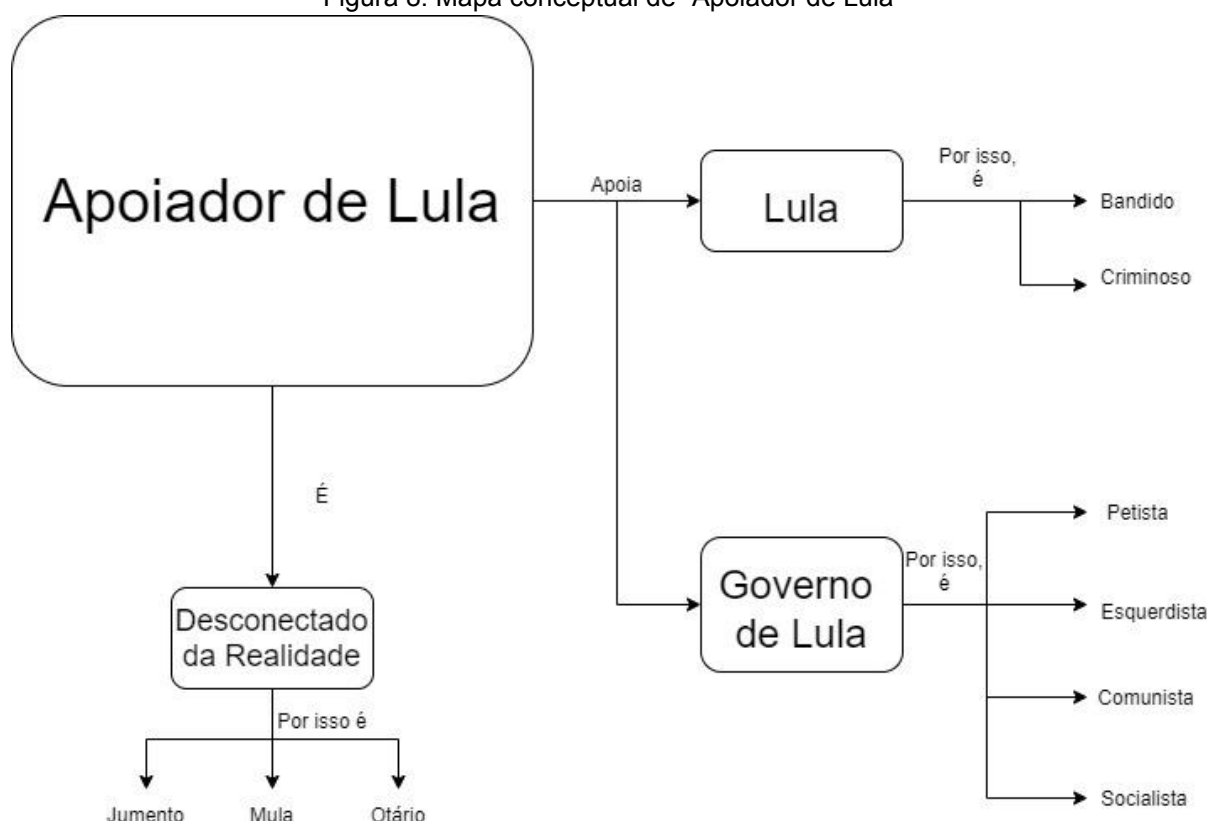 Figura 8: Mapa conceptual de "Apoiador de Lula"
Apoiador de Lula
Apoia
Lula
Por isso,
é
Bandido
Criminoso
É
Governo
de Lula
Por isso,
é
Petista
Esquerdista
Comunista
Socialista
Desconectado
da Realidade
Por isso é
Jumento
Mula
Otário